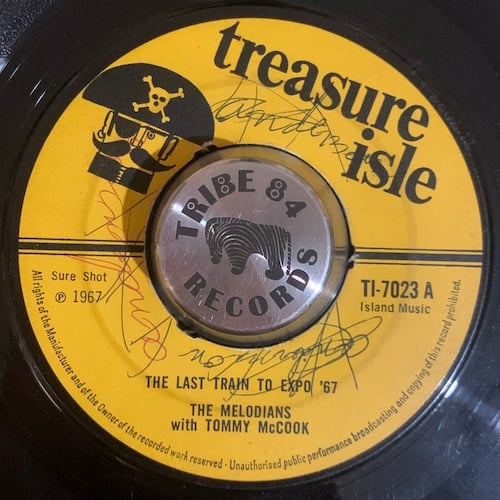 treasure
isle
TRIBE 84
RECORDS
Sure Shot
℗ 1967
TI-7023 A
Island Music
THE LAST TRAIN TO EXPO '67
THE MELODIANS
with TOMMY McCOOK
All rights of the Manufacturer and of the Owner of the recorded work reserved - Unauthorised public performance broadcasting and copying of this record prohibited.